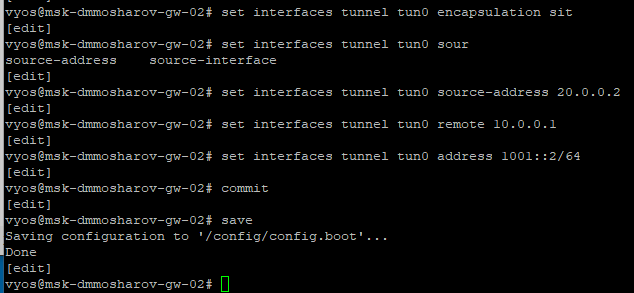 vyos@msk-dmmosharov-gw-02# set interfaces tunnel tun0 encapsulation sit
[edit]
vyos@msk-dmmosharov-gw-02# set interfaces tunnel tun0 sour
source-address    source-interface
[edit]
vyos@msk-dmmosharov-gw-02# set interfaces tunnel tun0 source-address 20.0.0.2
[edit]
vyos@msk-dmmosharov-gw-02# set interfaces tunnel tun0 remote 10.0.0.1
[edit]
vyos@msk-dmmosharov-gw-02# set interfaces tunnel tun0 address 1001::2/64
[edit]
vyos@msk-dmmosharov-gw-02# commit
[edit]
vyos@msk-dmmosharov-gw-02# save
Saving configuration to '/config/config.boot'...
Done
[edit]
vyos@msk-dmmosharov-gw-02#